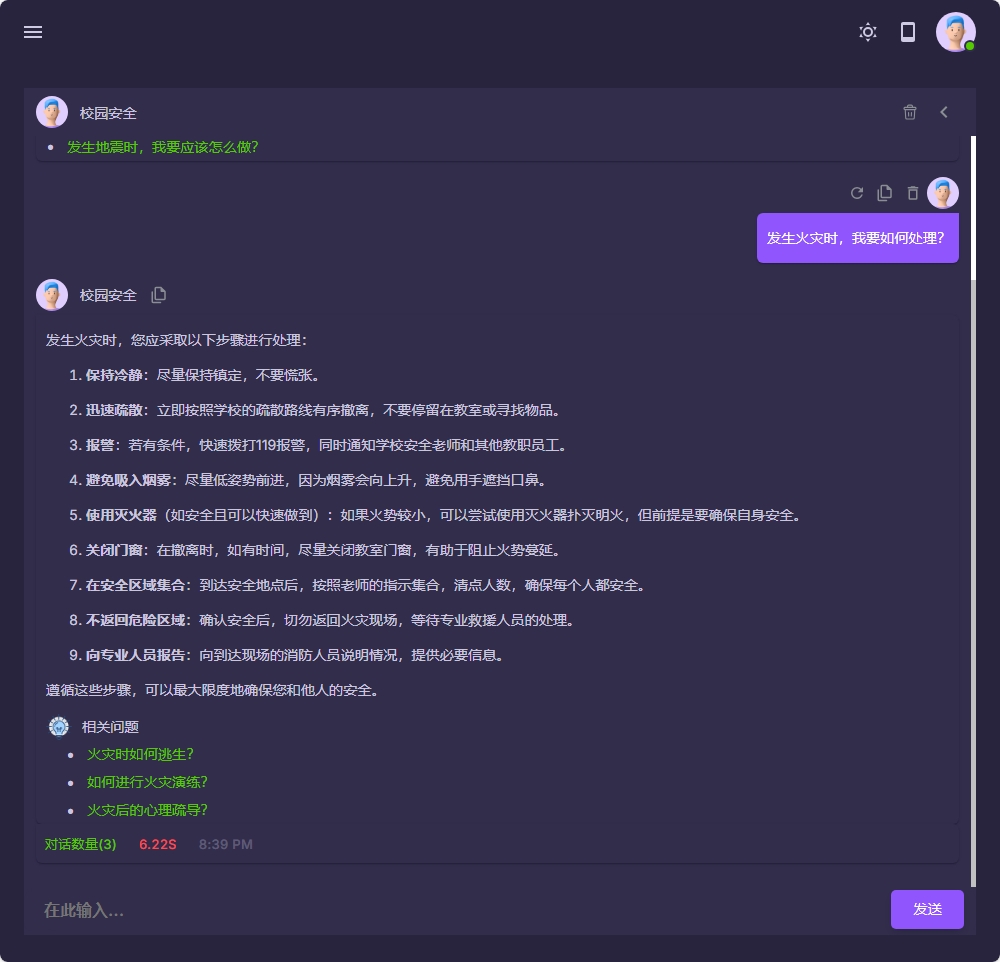 校园安全
发生地震时，我要应该怎么做?
发生火灾时，我要如何处理?
校园安全
发生火灾时，您应采取以下步骤进行处理：
1. 保持冷静：尽量保持镇定，不要慌张。
2. 迅速疏散：立即按照学校的疏散路线有序撤离，不要停留在教室或寻找物品。
3. 报警：若有条件，快速拨打119报警，同时通知学校安全老师和其他教职员工。
4. 避免吸入烟雾：尽量低姿势前进，因为烟雾会向上升，避免用手遮挡口鼻。
5. 使用灭火器（如安全且可以快速做到）：如果火势较小，可以尝试使用灭火器扑灭明火，但前提是要确保自身安全。
6. 关闭门窗：在撤离时，如有时间，尽量关闭教室门窗，有助于阻止火势蔓延。
7. 在安全区域集合：到达安全地点后，按照老师的指示集合，清点人数，确保每个人都安全。
8. 不返回危险区域：确认安全后，切勿返回火灾现场，等待专业救援人员的处理。
9. 向专业人员报告：向到达现场的消防人员说明情况，提供必要信息。
遵循这些步骤，可以最大限度地确保您和他人的安全。
相关问题
火灾时如何逃生?
如何进行火灾演练?
火灾后的心理疏导?
对话数量(3) 6.22S 8:39 PM
在此输入... 发送